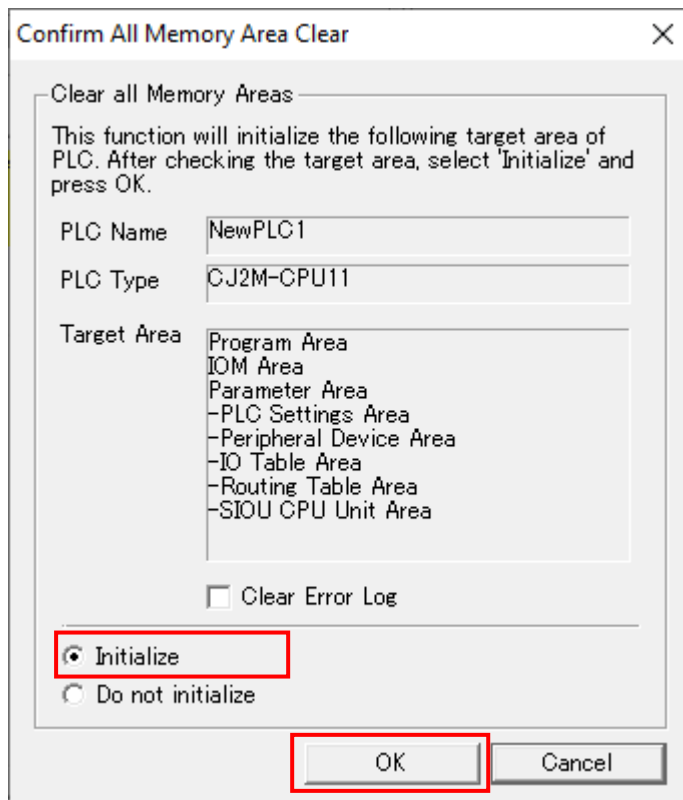 Confirm All Memory Area Clear
Clear all Memory Areas
This function will initialize the following target area of
PLC. After checking the target area, select 'Initialize' and
press OK.
PLC Name NewPLC1
PLC Type CJ2M-CPU11
Target Area Program Area
IOM Area
Parameter Area
-PLC Settings Area
-Peripheral Device Area
-IO Table Area
-Routing Table Area
-SIOU CPU Unit Area
Clear Error Log
Initialize
Do not initialize
OK Cancel